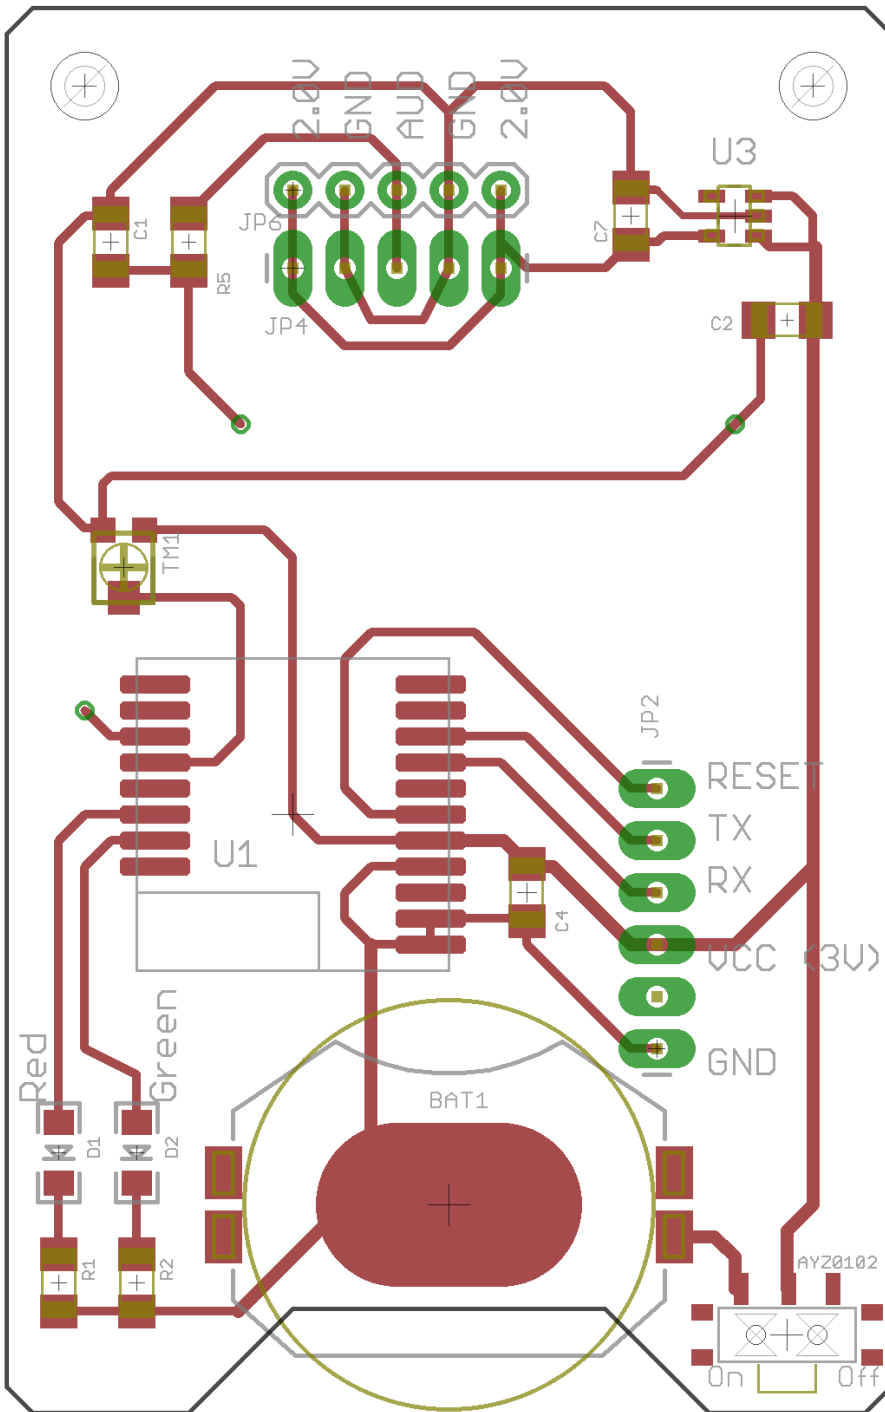 2.0V
GND
AUD
GND
2.0V
U3
C1
JP6
C7
R5
JP4
C2
TM1
JP2
RESET
TX
RX
U1
C4
VCC (3V)
GND
Red
Green
BAT1
D1
D2
R1
R2
AYZ0102
On
Off